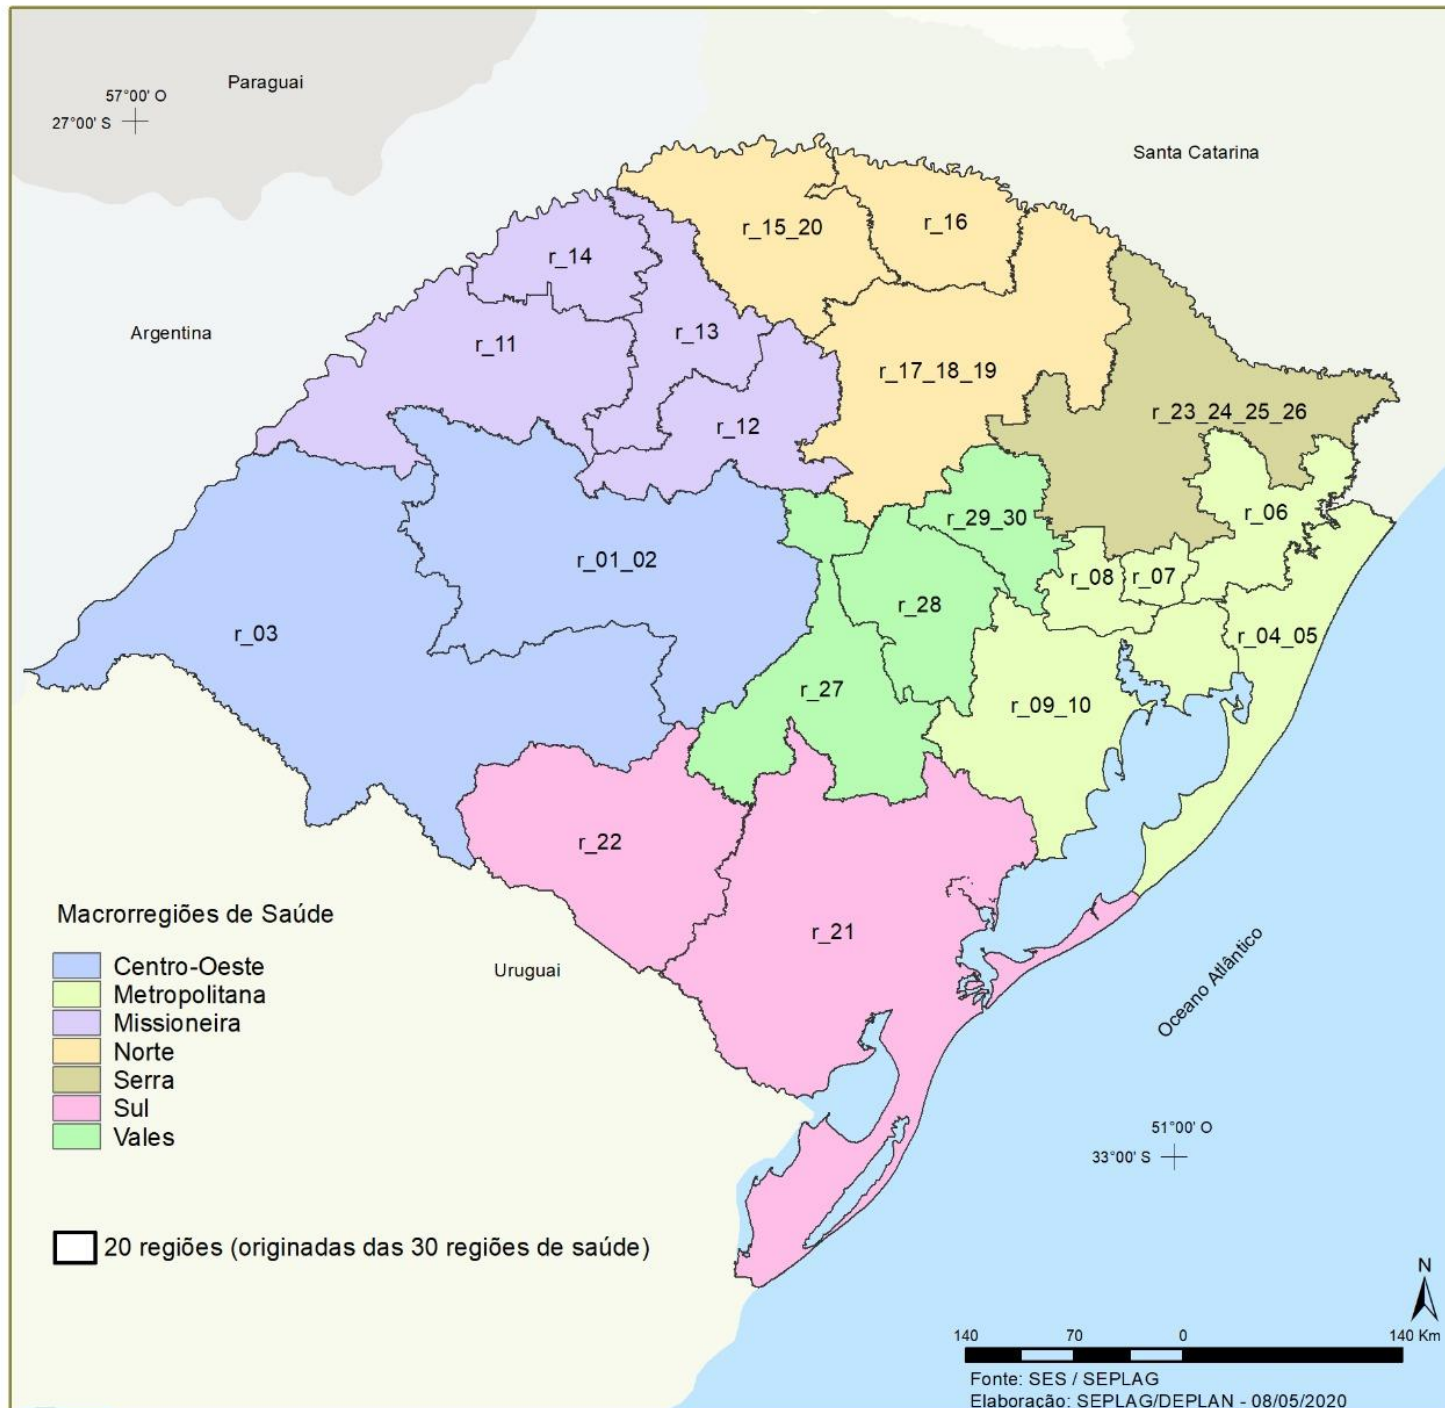 Paraguai
57°00' O
27°00' S
Santa Catarina
r_15_20
r_16
r_14
Argentina
r_13
r_11
r_17_18_19
r_23_24_25_26
r_12
r_06
r_29_30
r_01_02
r_08
r_07
r_28
r_03
r_04_05
r_27
r_09_10
r_22
r_21
Macrorregiões de Saúde
Centro-Oeste
Metropolitana
Missioneira
Norte
Serra
Sul
Vales
Uruguai
Oceano Atlântico
51°00' O
33°00' S
20 regiões (originadas das 30 regiões de saúde)
N
140 70 0 140 Km
Fonte: SES / SEPLAG
Elaboração: SEPLAG/DEPLAN - 08/05/2020